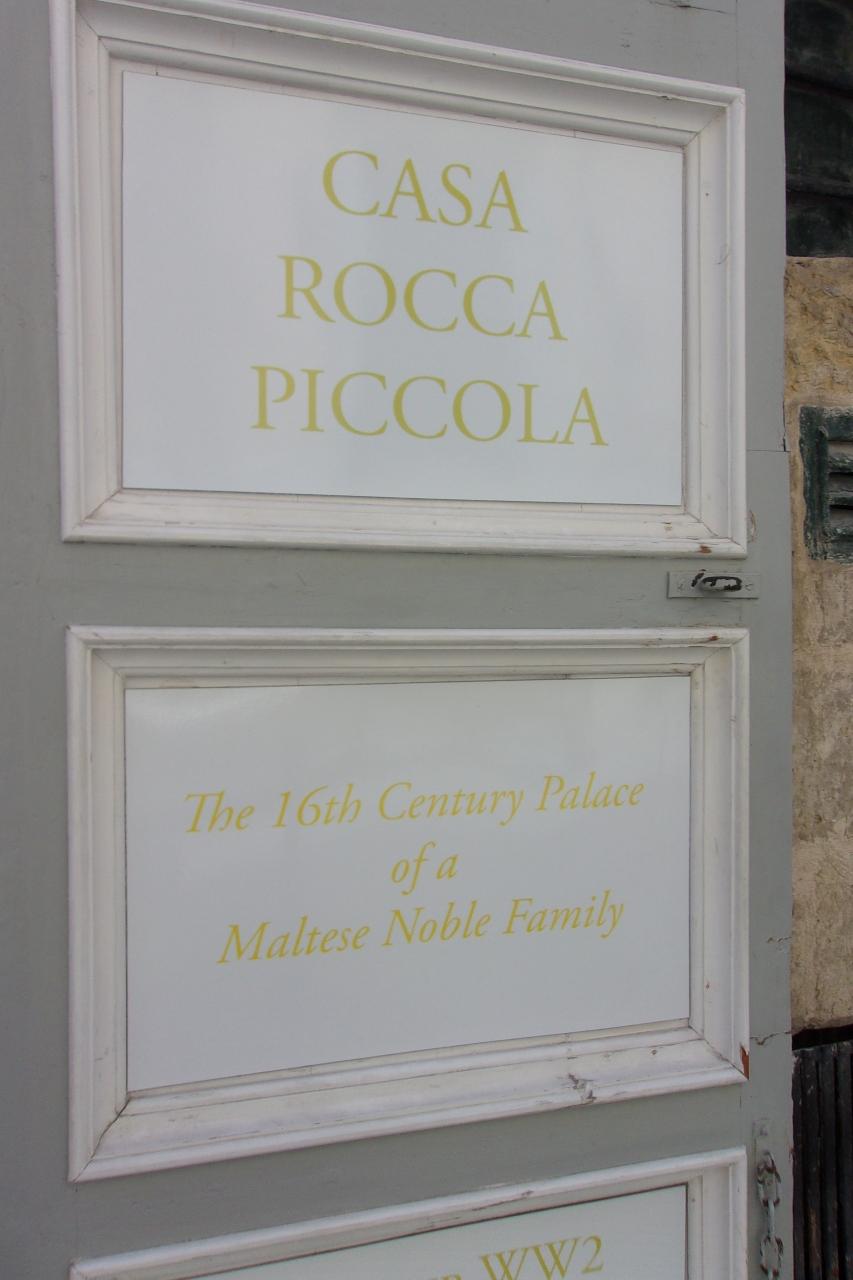 CASA
ROCCA
PICCOLA
The 16th Century Palace
of a
Maltese Noble Family
WW2